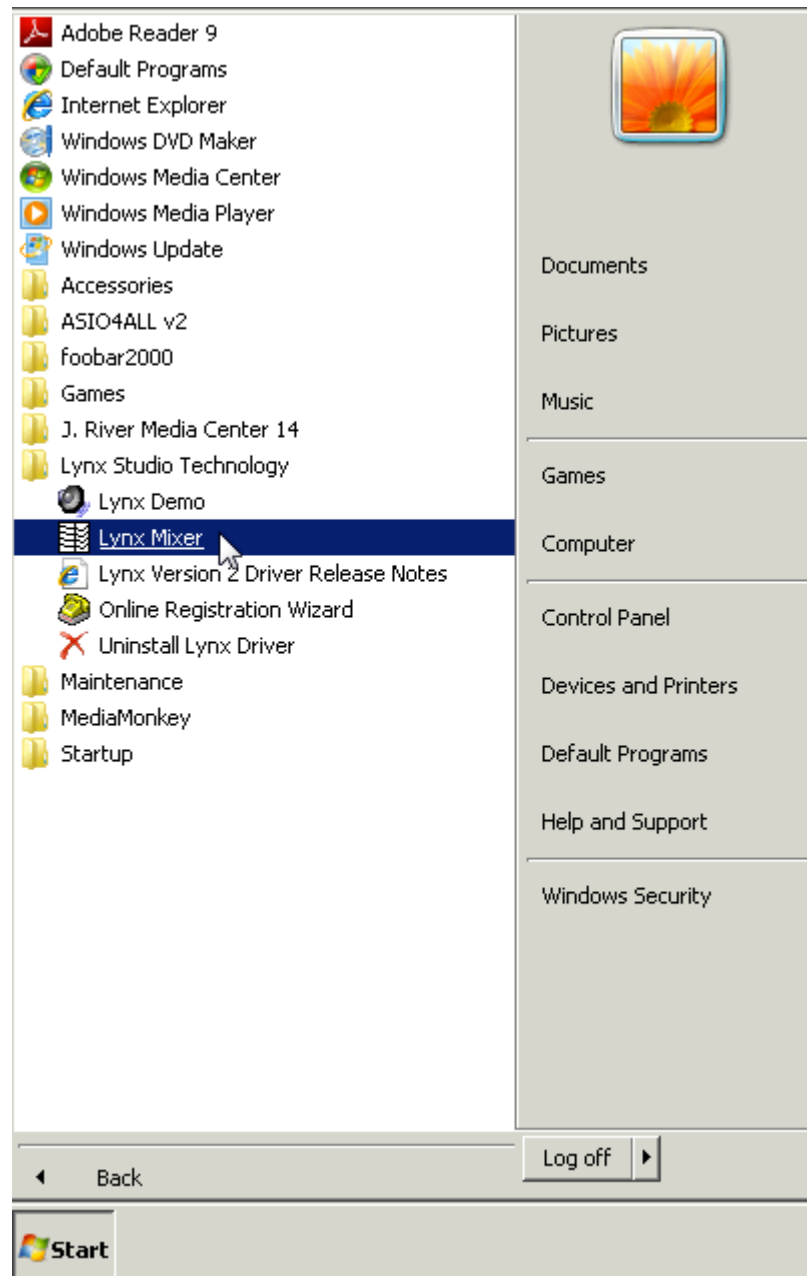 Adobe Reader 9
Default Programs
Internet Explorer
Windows DVD Maker
Windows Media Center
Windows Media Player
Windows Update
Accessories
ASIO4ALL v2
foobar2000
Games
J. River Media Center 14
Lynx Studio Technology
Lynx Demo
Lynx Mixer
Lynx Version 2 Driver Release Notes
Online Registration Wizard
Uninstall Lynx Driver
Maintenance
MediaMonkey
Startup
Back
Documents
Pictures
Music
Games
Computer
Control Panel
Devices and Printers
Default Programs
Help and Support
Windows Security
Log off
Start